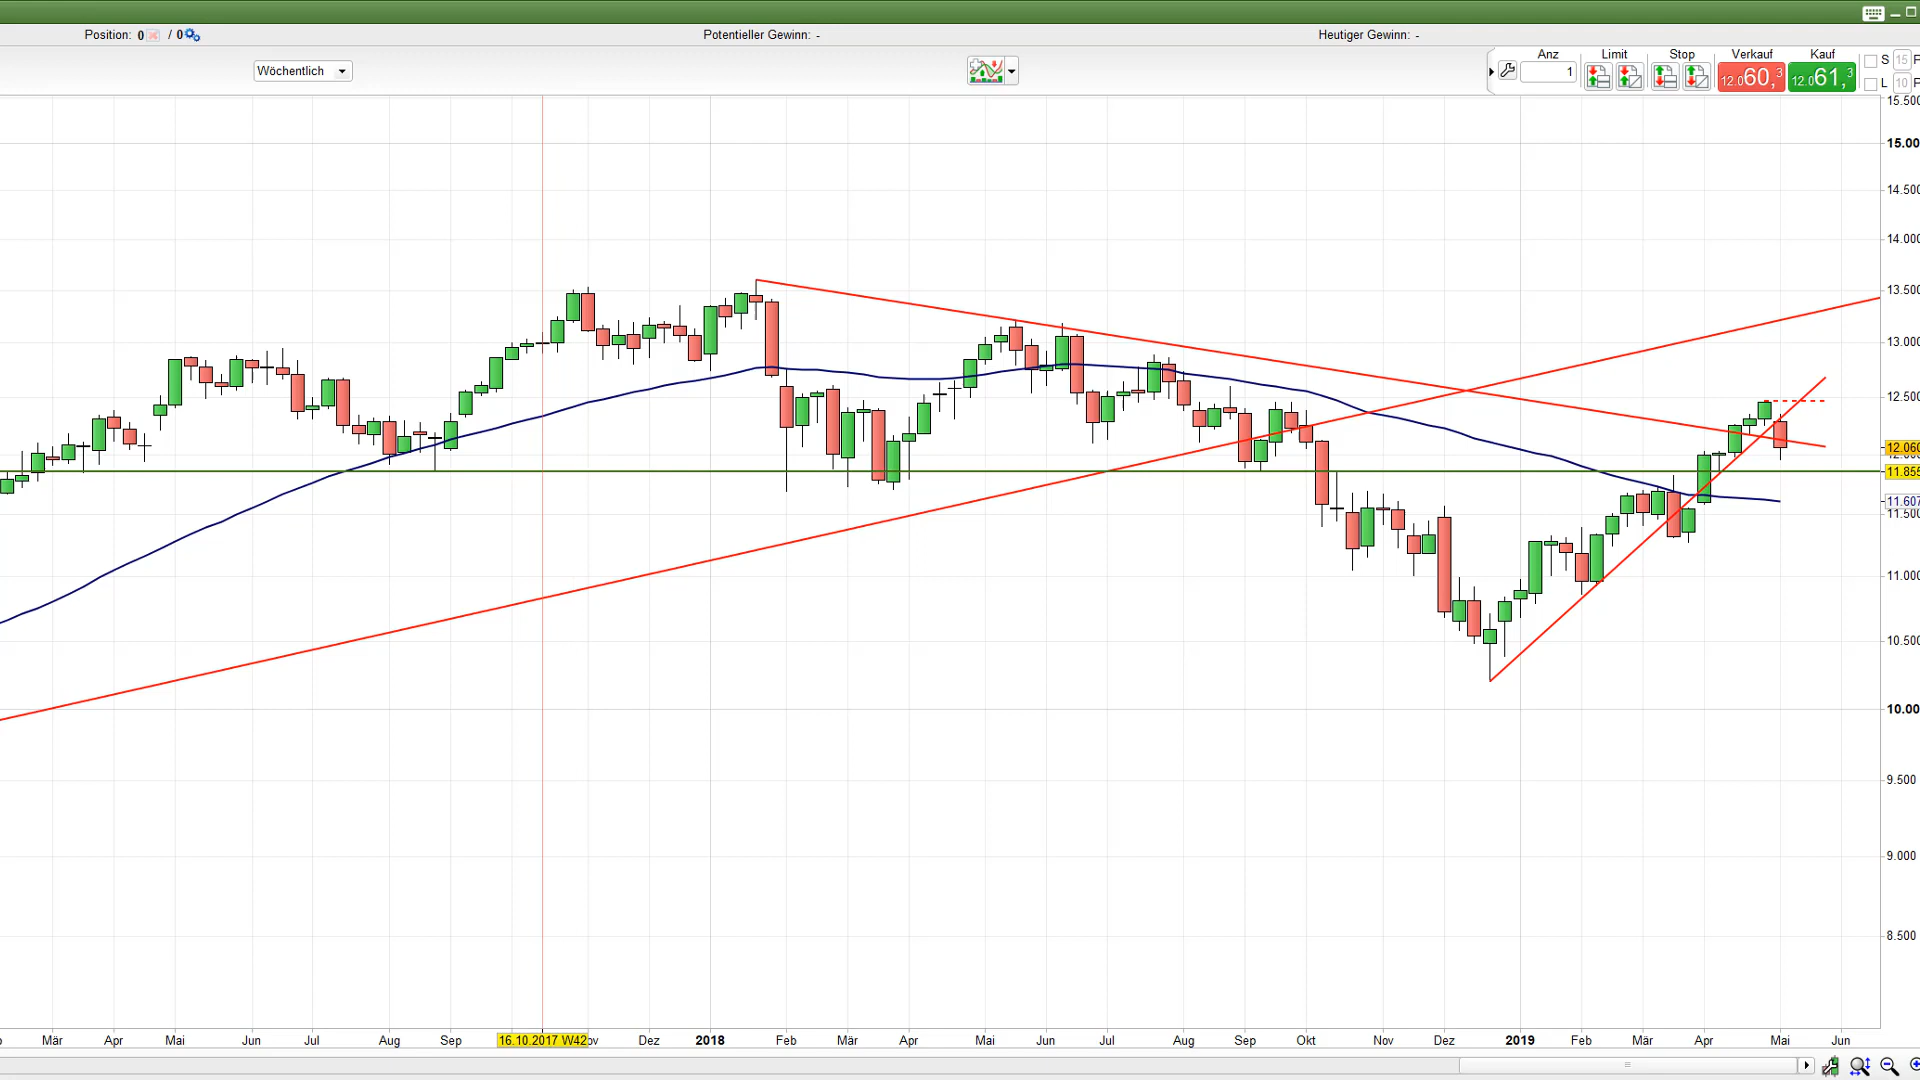 Position: 0 / 0 Potentieller Gewinn: - Heutiger Gewinn: -
Wöchentlich
Anz Limit Stop Verkauf Kauf
1 12.060,3 12.061,3
S 15
L 10
15.500
15.00
14.500
14.000
13.500
13.000
12.500
12.060
11.855
11.607
11.500
11.000
10.500
10.00
9.500
9.000
8.500
Mär Apr Mai Jun Jul Aug Sep 16.10.2017 W42 Dez 2018 Feb Mär Apr Mai Jun Jul Aug Sep Okt Nov Dez 2019 Feb Mär Apr Mai Jun